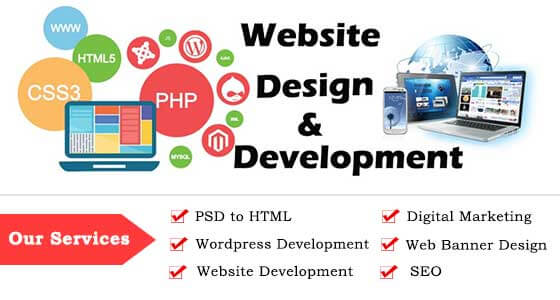 WWW
HTML5
CSS3
PHP
MYSQL
Website
Design
&
Development
Our Services
PSD to HTML
Wordpress Development
Website Development
Digital Marketing
Web Banner Design
SEO